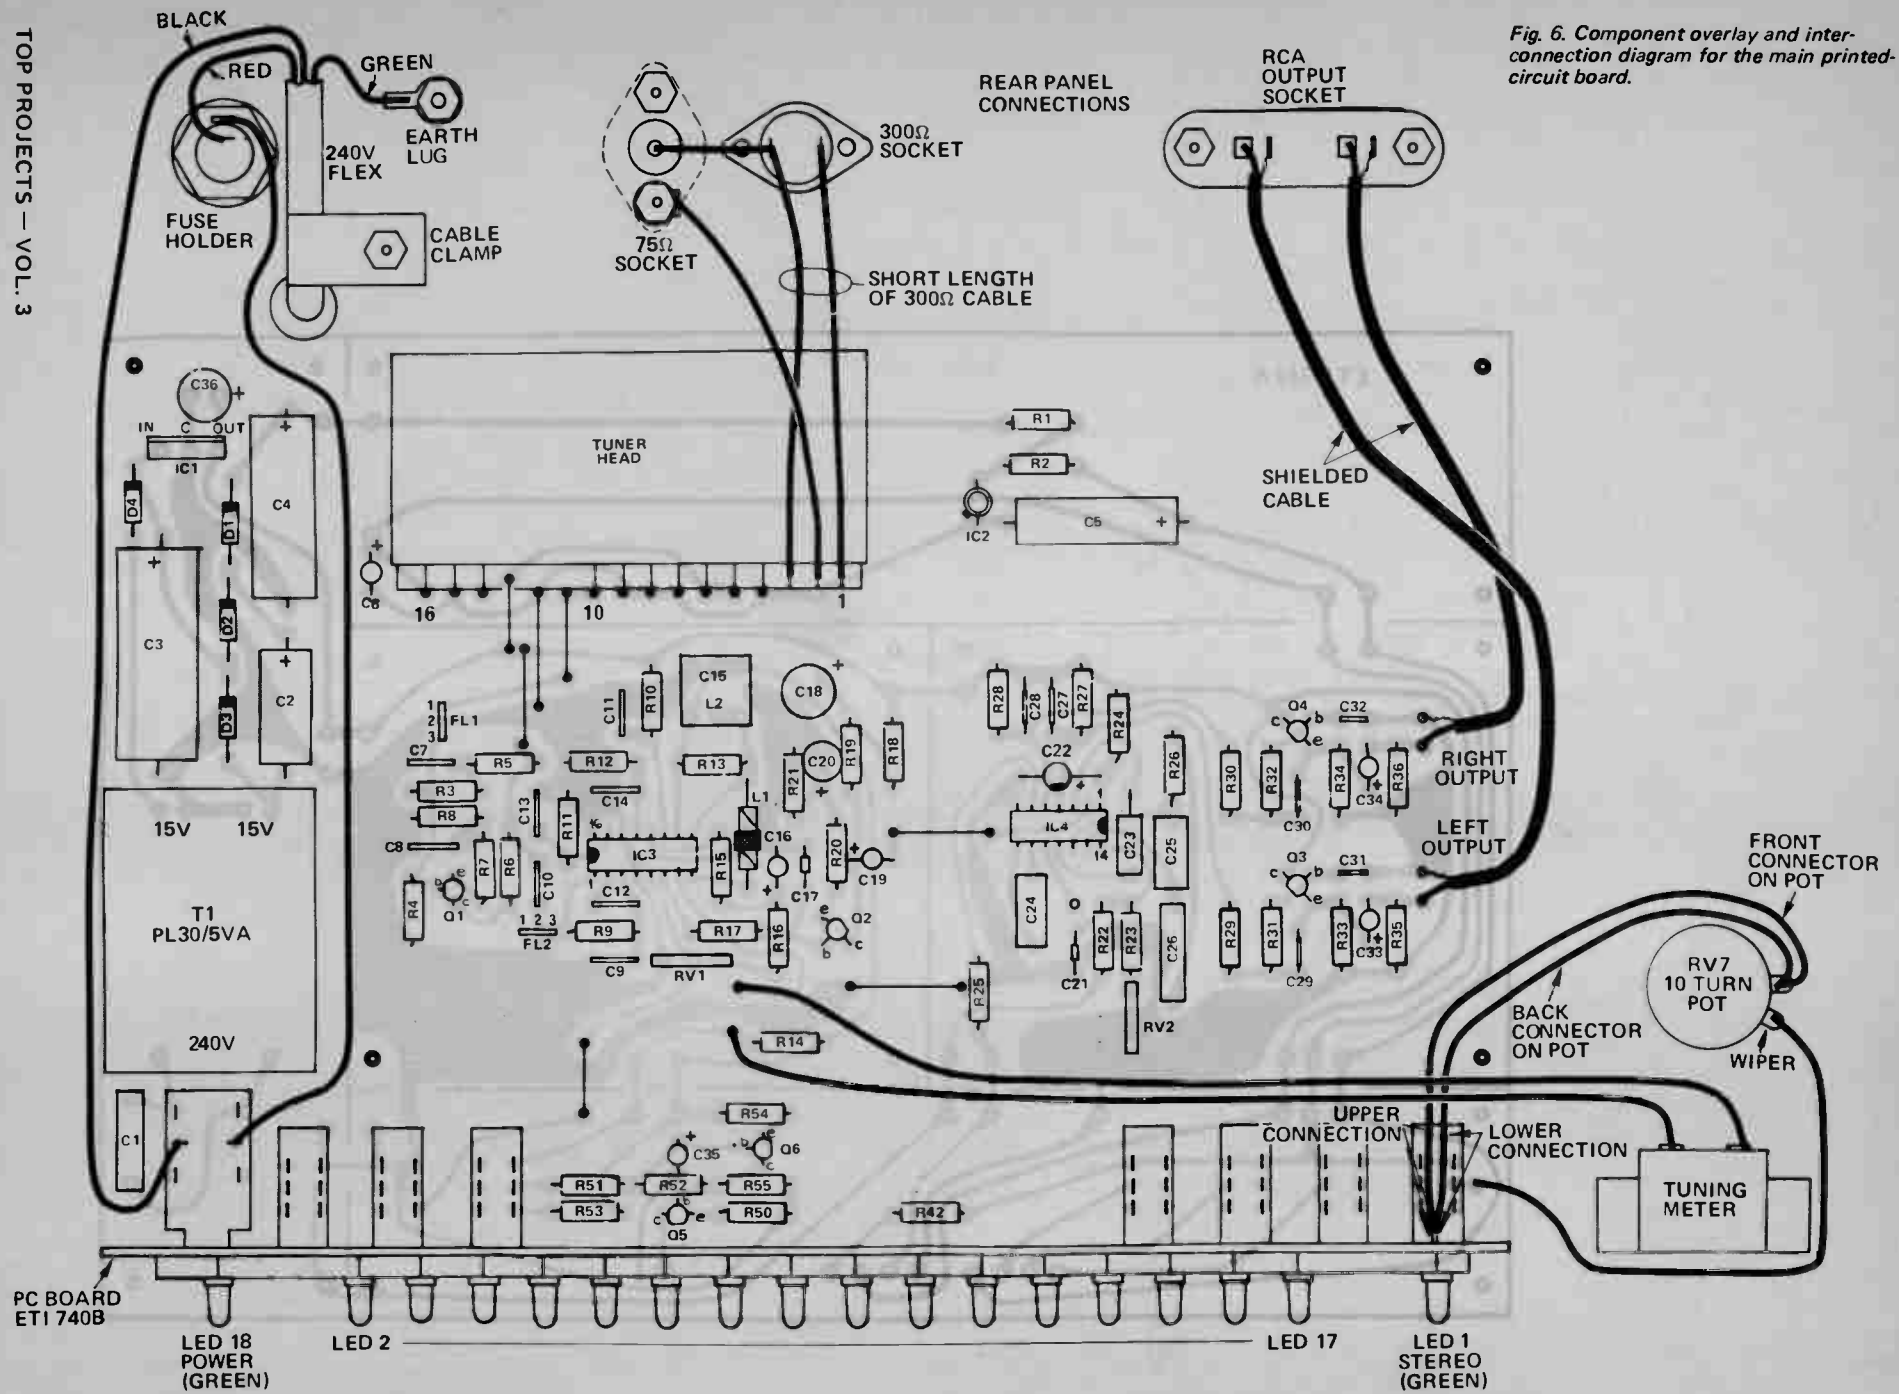 TOP PROJECTS — VOL. 3
Fig. 6. Component overlay and inter-
connection diagram for the main printed-
circuit board.
BLACK
RED
GREEN
EARTH
LUG
240V
FLEX
FUSE
HOLDER
CABLE
CLAMP
75Ω
SOCKET
300Ω
SOCKET
REAR PANEL
CONNECTIONS
RCA
OUTPUT
SOCKET
SHORT LENGTH
OF 300Ω CABLE
SHIELDED
CABLE
C36
+
IN C OUT
IC1
D4
D1
+
C4
+
C3
D2
D3
+
C2
TUNER
HEAD
+
C6
16
10
1
R1
R2
IC2
C5 +
15V 15V
T1
PL30/5VA
240V
C1
1
2
3
FL1
C7
R5
R3
R8
C8
R4
b e c
Q1
R7
R6
C13
C10
1 2 3
FL2
R11
C11
R10
C15
L2
C18 +
R12
C14
R13
16
IC3
1
C12
R9
C9
R17
RV1
R15
L1
R21
C20
+
R19
R18
C16
+
C17
R20
+
C19
R16
e
Q2
c
b
R14
R25
R28
C28
C27
R27
R24
C22
+
1
IC4
14
C23
R26
C25
C24
C21
R22
R23
C26
RV2
Q4
c b
e
C32
R30
R32
C30
R34
C34
+
R36
RIGHT
OUTPUT
LEFT
OUTPUT
Q3
c b
e
C31
R29
R31
C29
R33
C33
+
R35
FRONT
CONNECTOR
ON POT
RV7
10 TURN
POT
BACK
CONNECTOR
ON POT
WIPER
UPPER
CONNECTION
LOWER
CONNECTION
TUNING
METER
R54
+
C35
b e
Q6
c
R51
R52
R55
R53
b
c e
Q5
R50
R42
PC BOARD
ETI 740B
LED 18
POWER
(GREEN)
LED 2
LED 17
LED 1
STEREO
(GREEN)